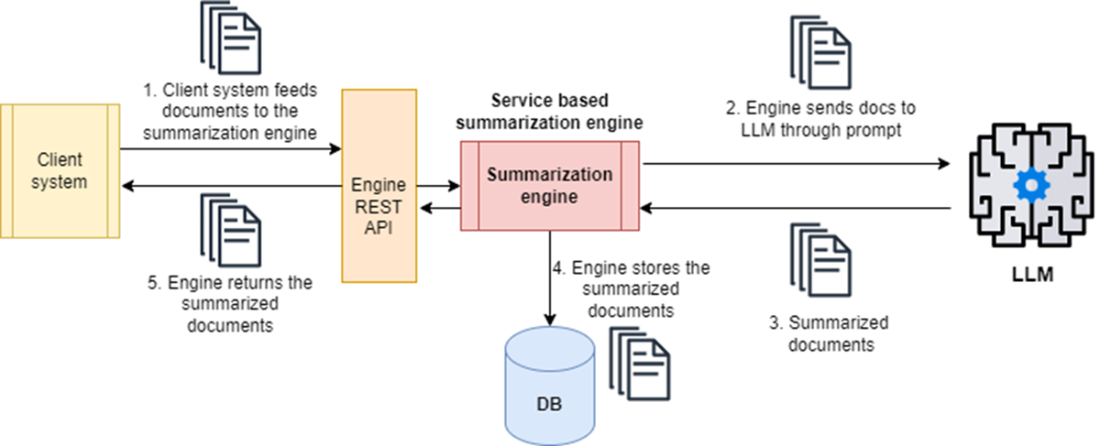 1. Client system feeds
documents to the
summarization engine
Client
system
Engine
REST
API
5. Engine returns the
summarized
documents
Service based
summarization engine
Summarization
engine
2. Engine sends docs to
LLM through prompt
LLM
3. Summarized
documents
4. Engine stores the
summarized
documents
DB